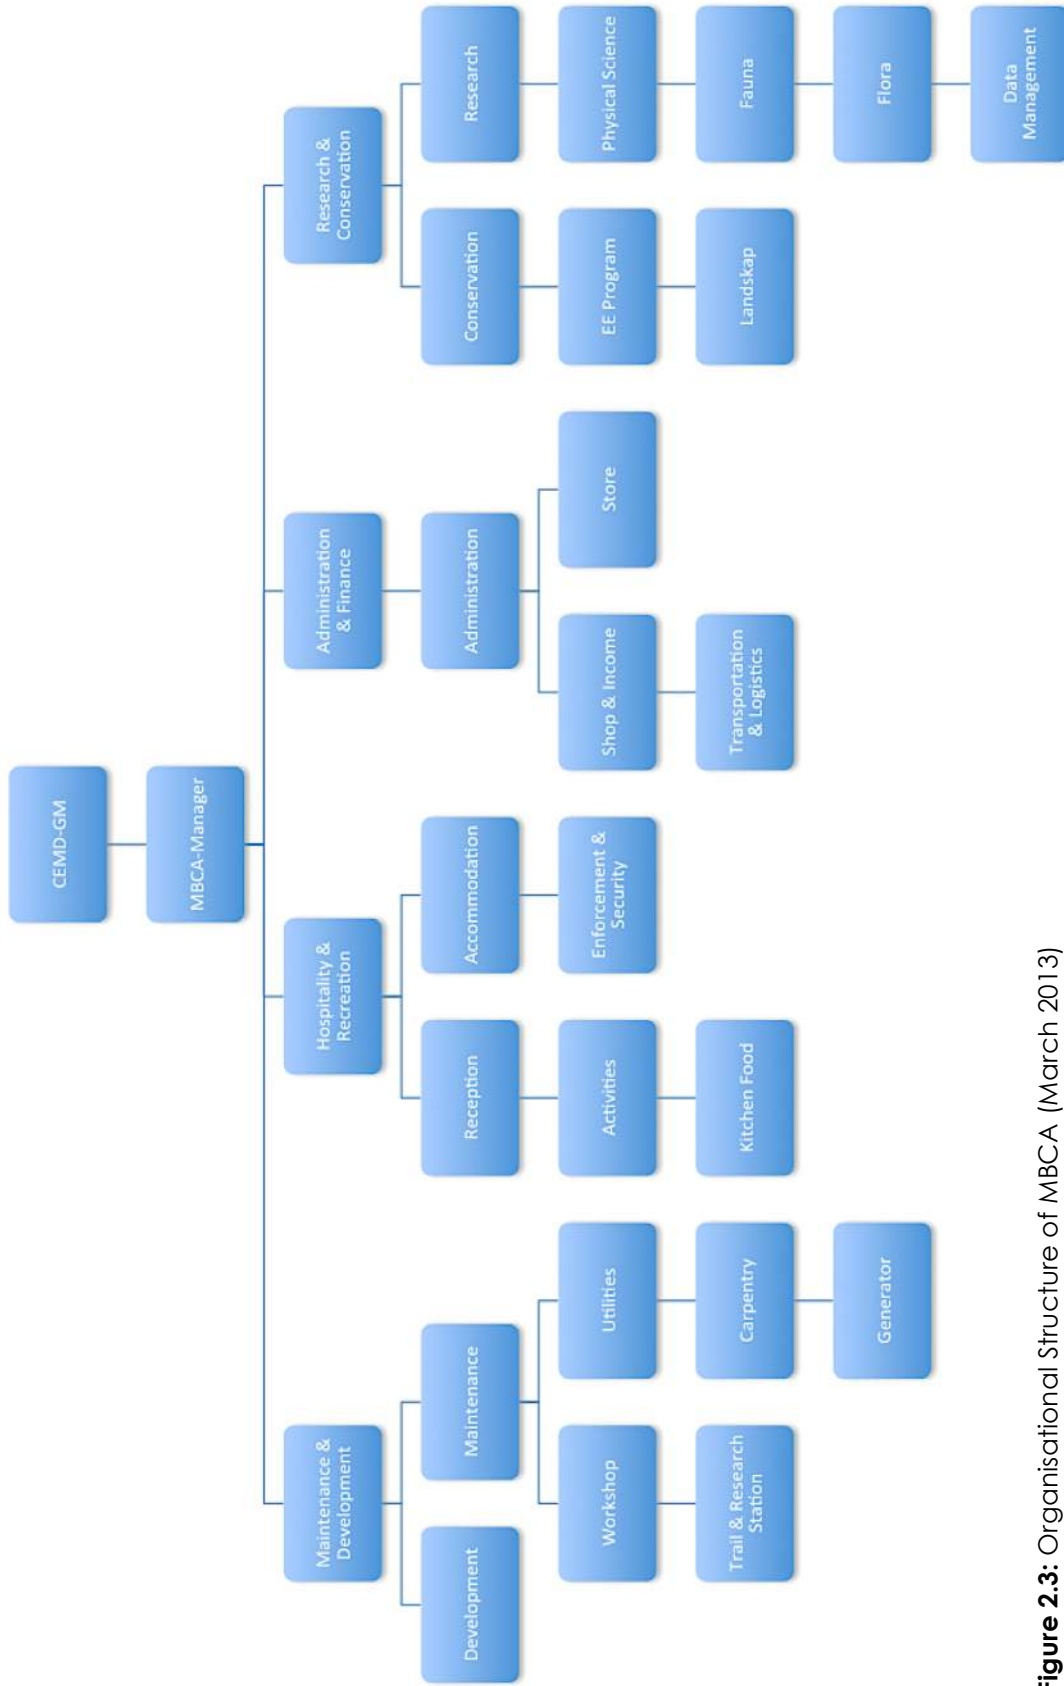 CEMD-GM
MBCA-Manager
Maintenance &
Development
Hospitality &
Recreation
Administration
& Finance
Research &
Conservation
Development
Maintenance
Reception
Accommodation
Administration
Conservation
Research
Workshop
Utilities
Activities
Enforcement &
Security
Shop & Income
Store
EE Program
Physical Science
Trail & Research
Station
Carpentry
Kitchen Food
Transportation
& Logistics
Landskap
Fauna
Generator
Flora
Data
Management
Figure 2.3: Organisational Structure of MBCA (March 2013)